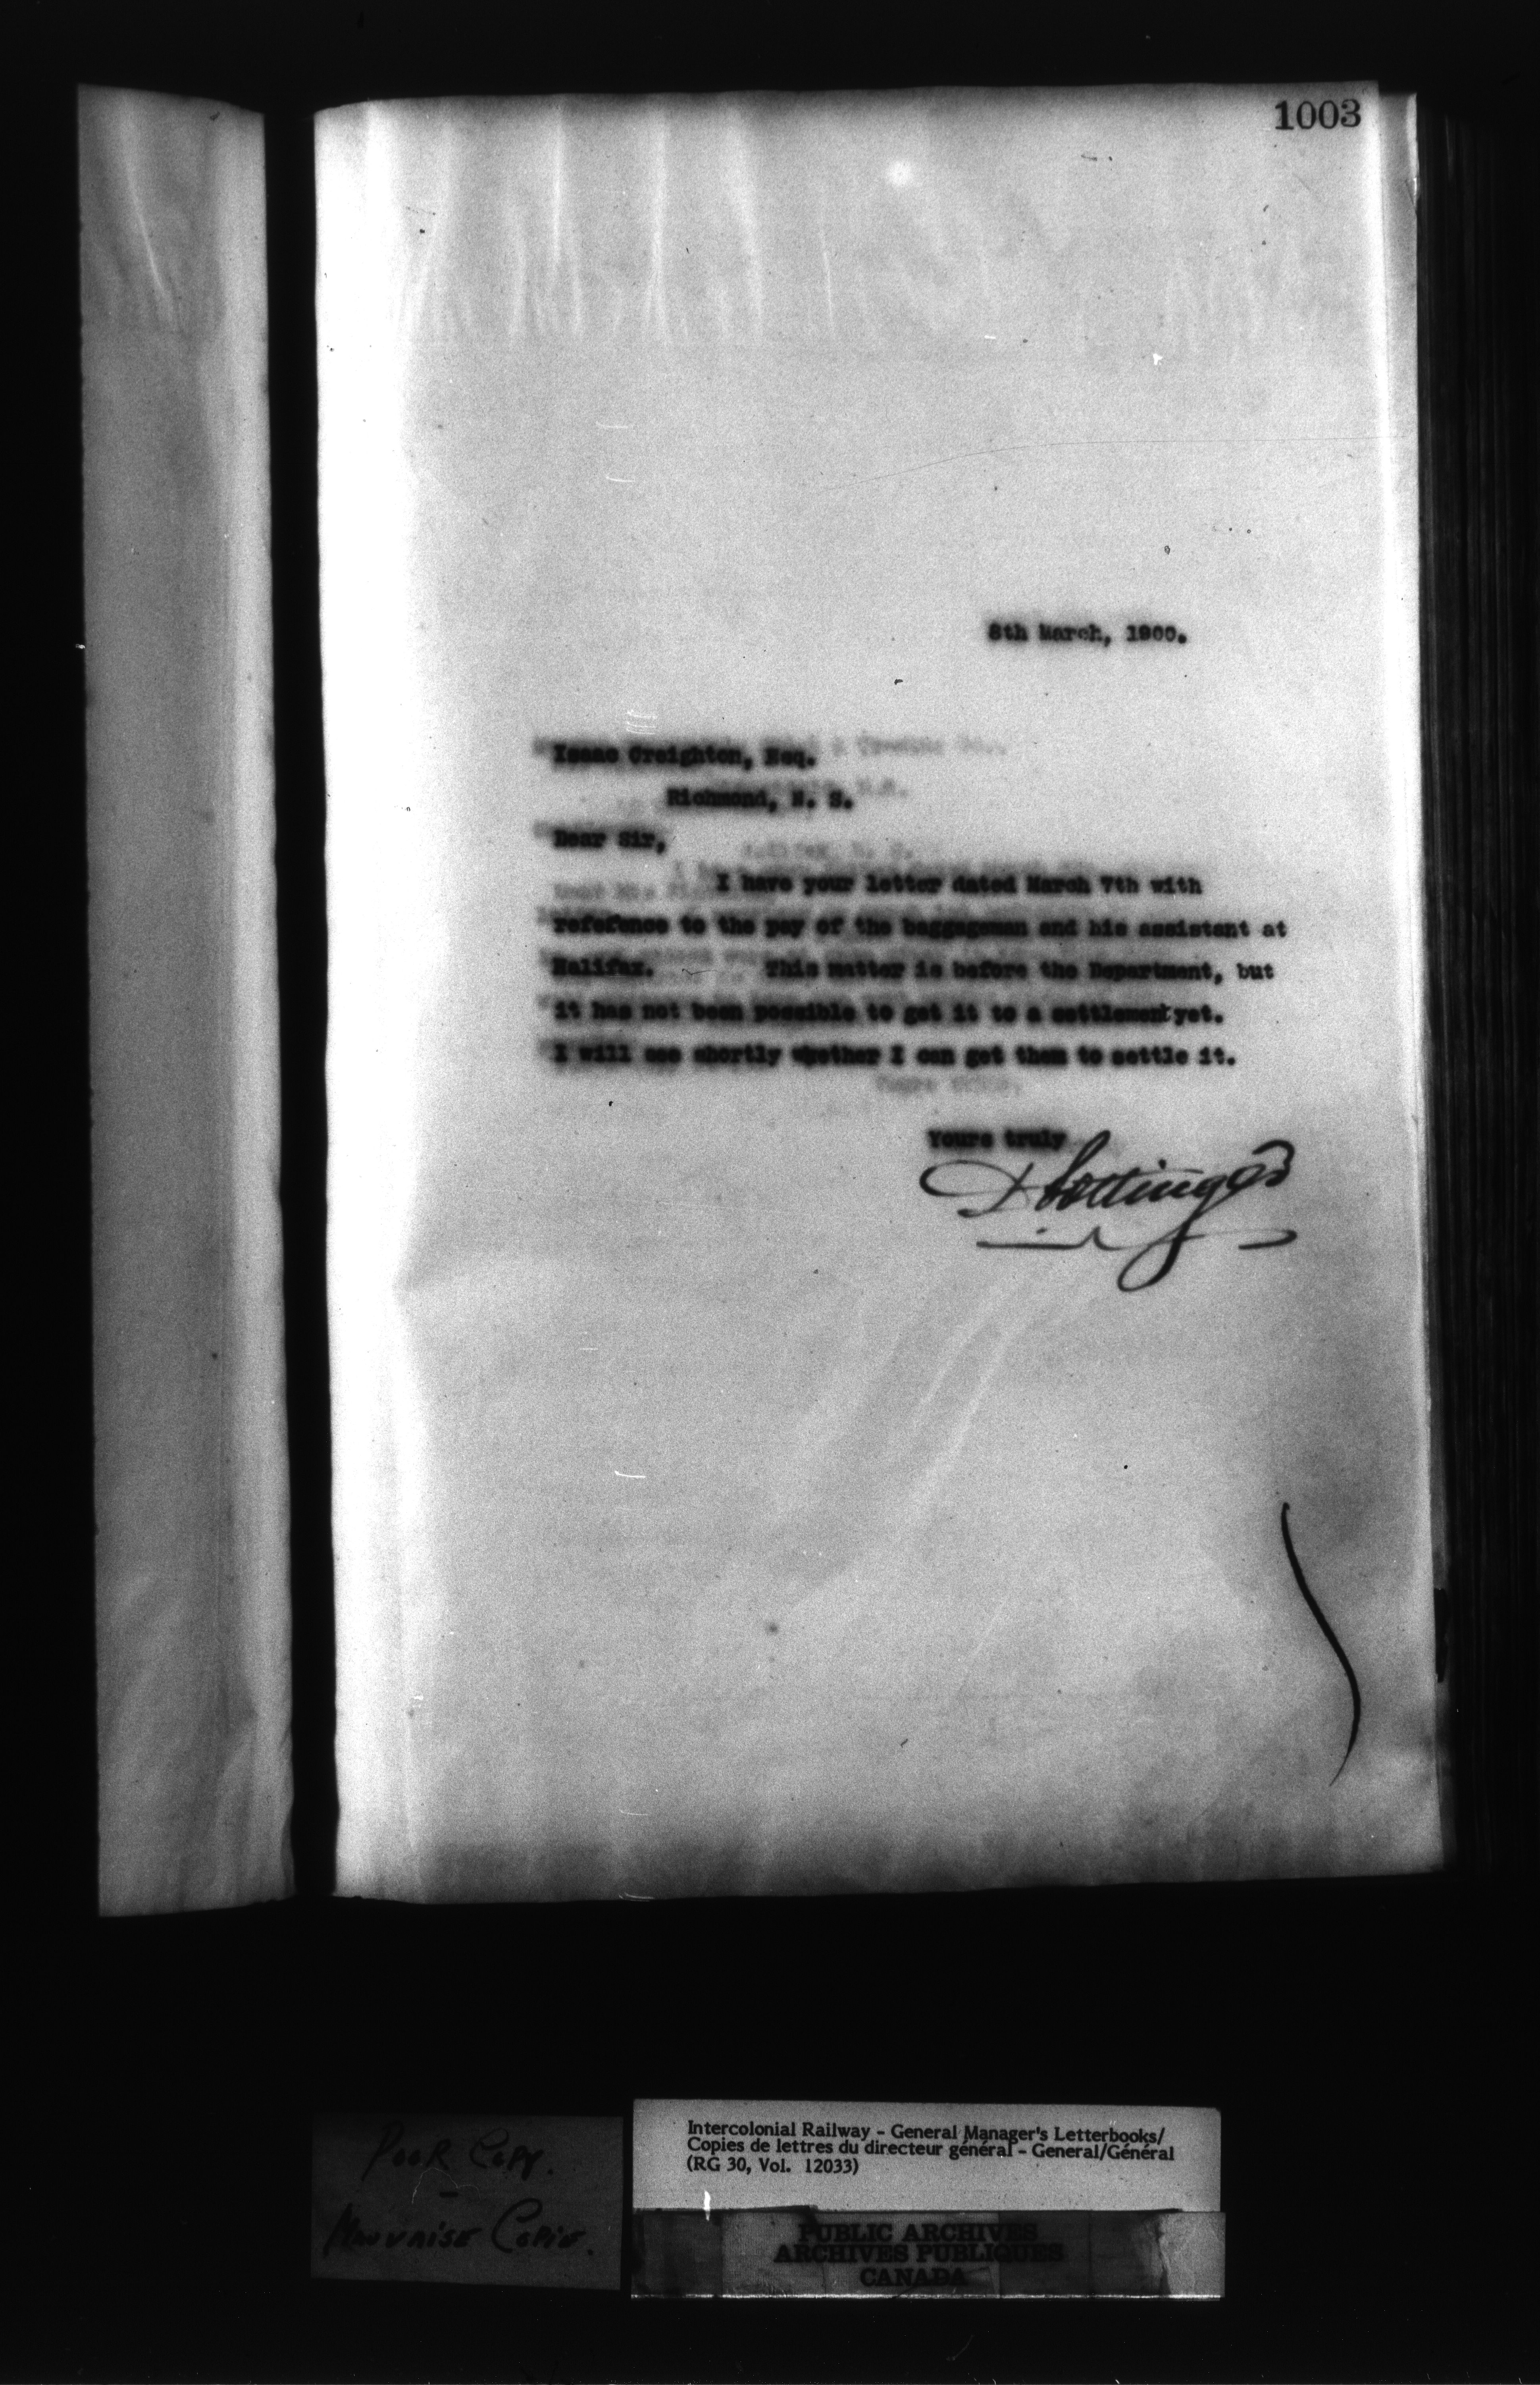 1003
8th March, 1900.
Isaac Creighton, Esq.
Richmond, N. S.
Dear Sir,
I have your letter dated March 7th with
refefence to the pay of the baggageman and his assistant at
Halifax. This matter is before the Department, but
it has not been possible to get it to a settlement yet.
I will see shortly whether I can get them to settle it.
Yours truly
D Pottinger
Poor Copy.
-
Mauvaise Copie.
Intercolonial Railway - General Manager's Letterbooks/
Copies de lettres du directeur général - General/Général
(RG 30, Vol. 12033)
PUBLIC ARCHIVES
ARCHIVES PUBLIQUES
CANADA